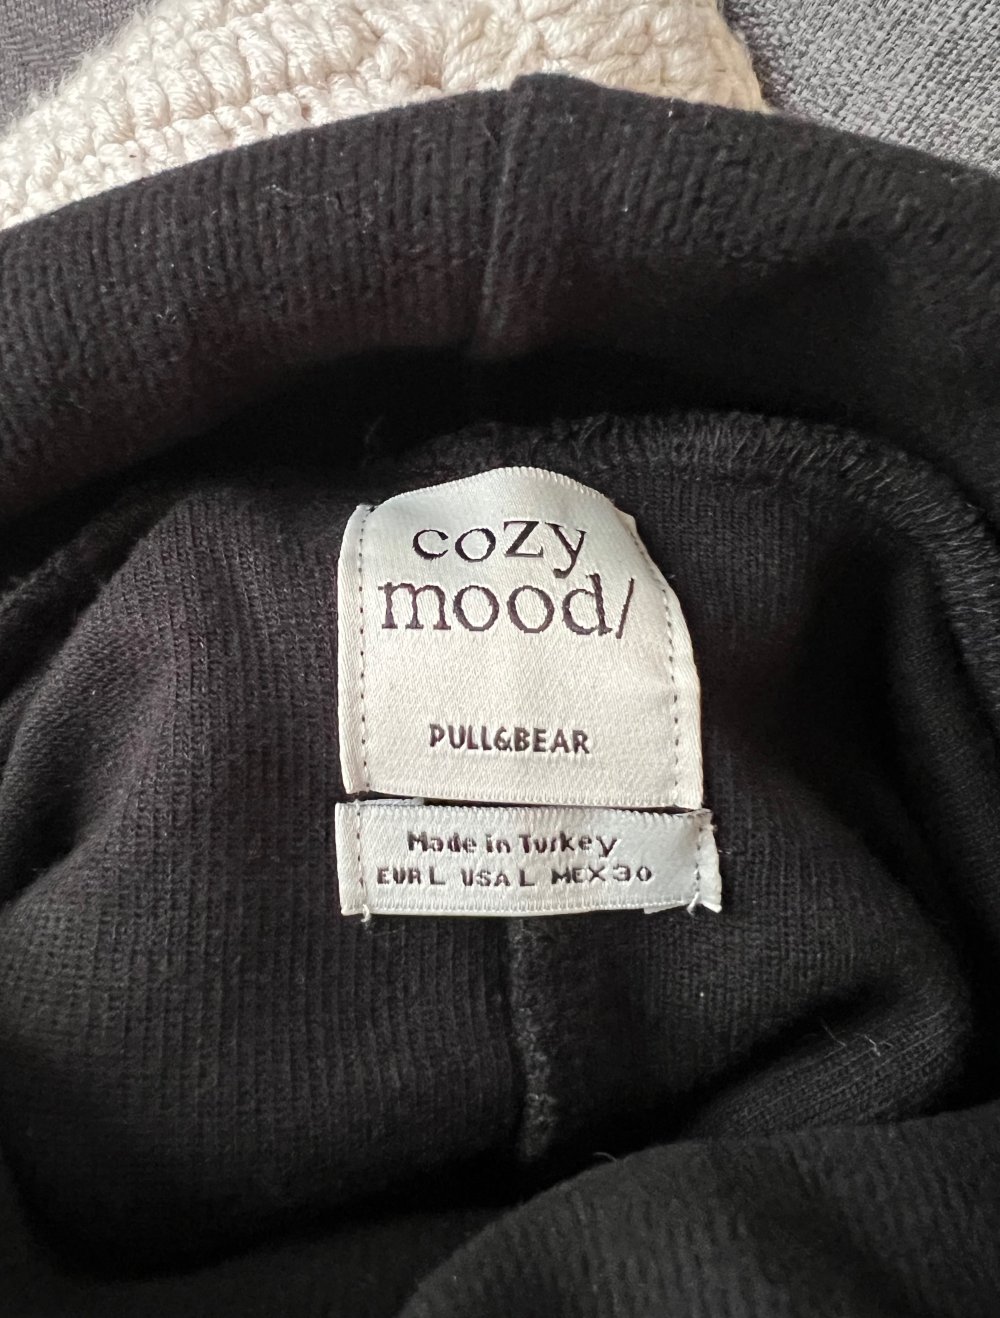 cozy
mood/
PULL&BEAR
Made in Turkey
EUR L USA L MEX 30